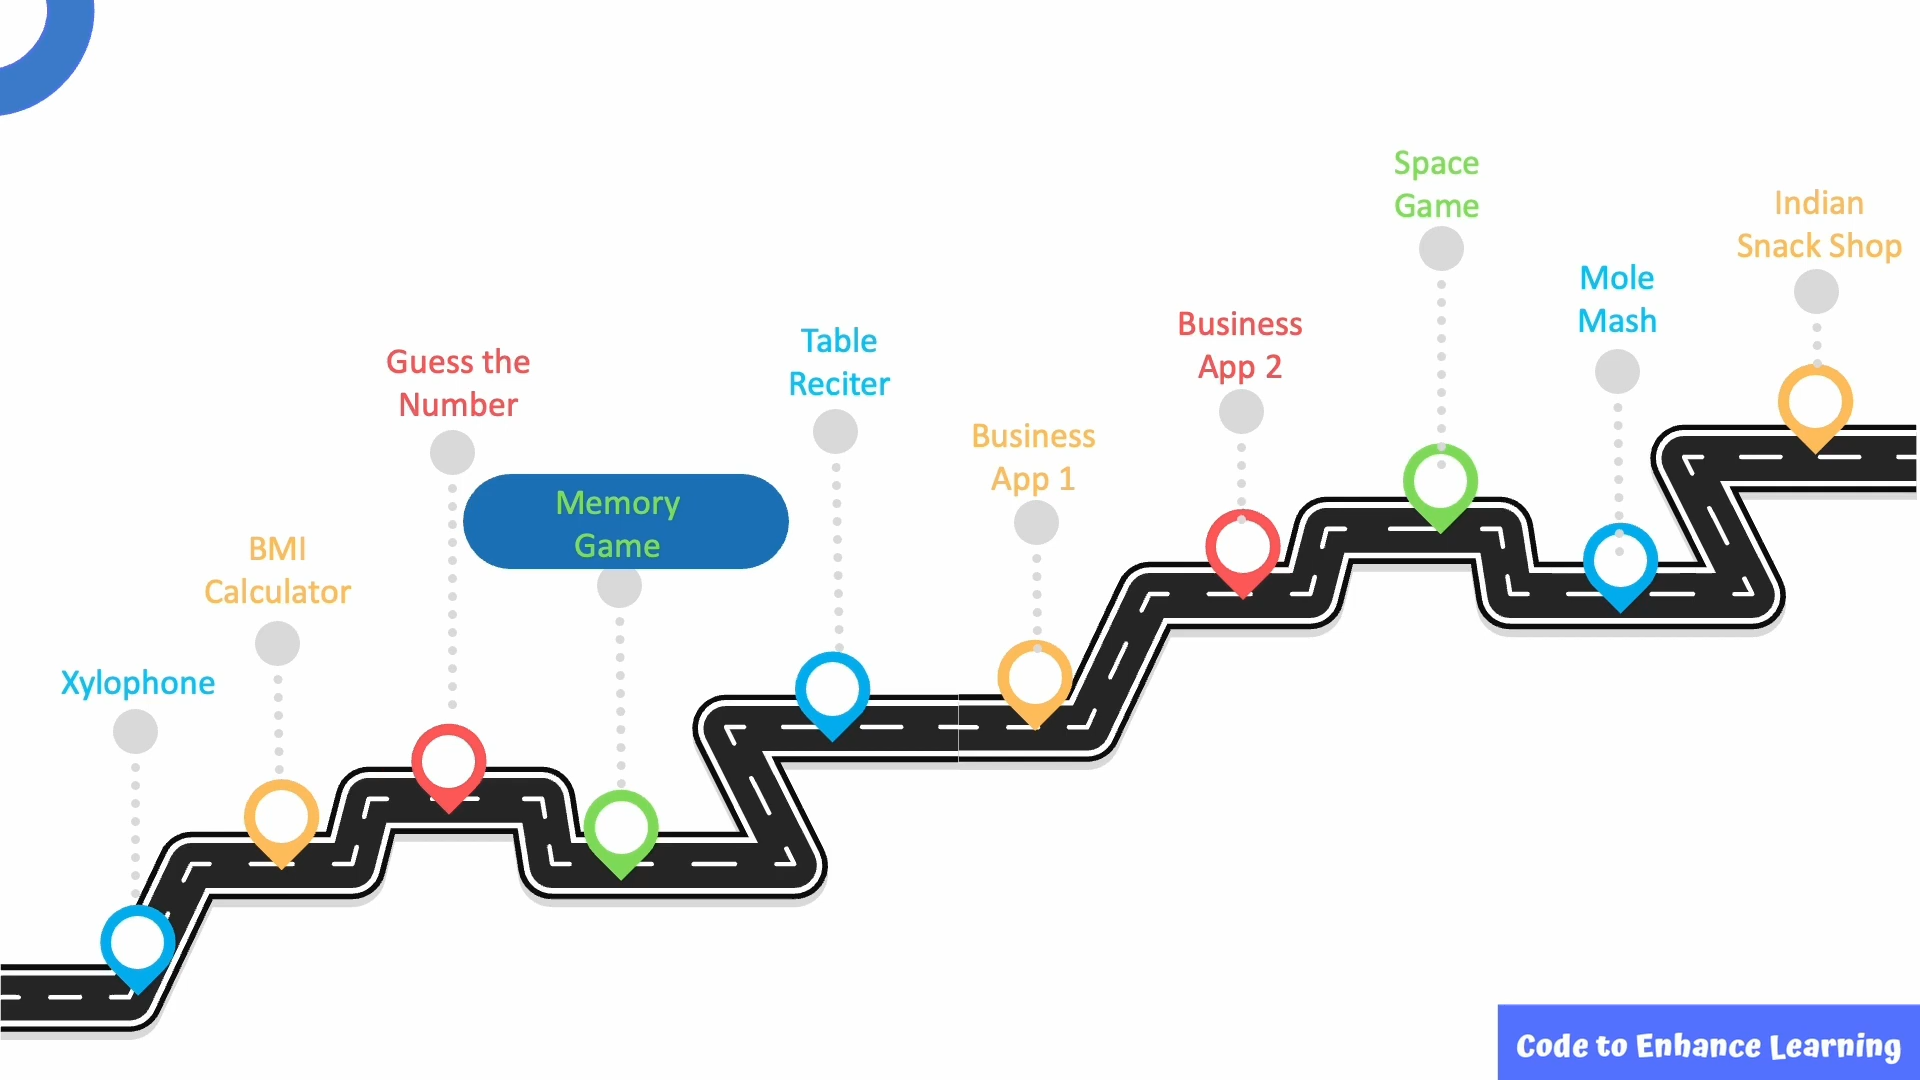 Xylophone
BMI
Calculator
Guess the
Number
Memory
Game
Table
Reciter
Business
App 1
Business
App 2
Space
Game
Mole
Mash
Indian
Snack Shop
Code to Enhance Learning